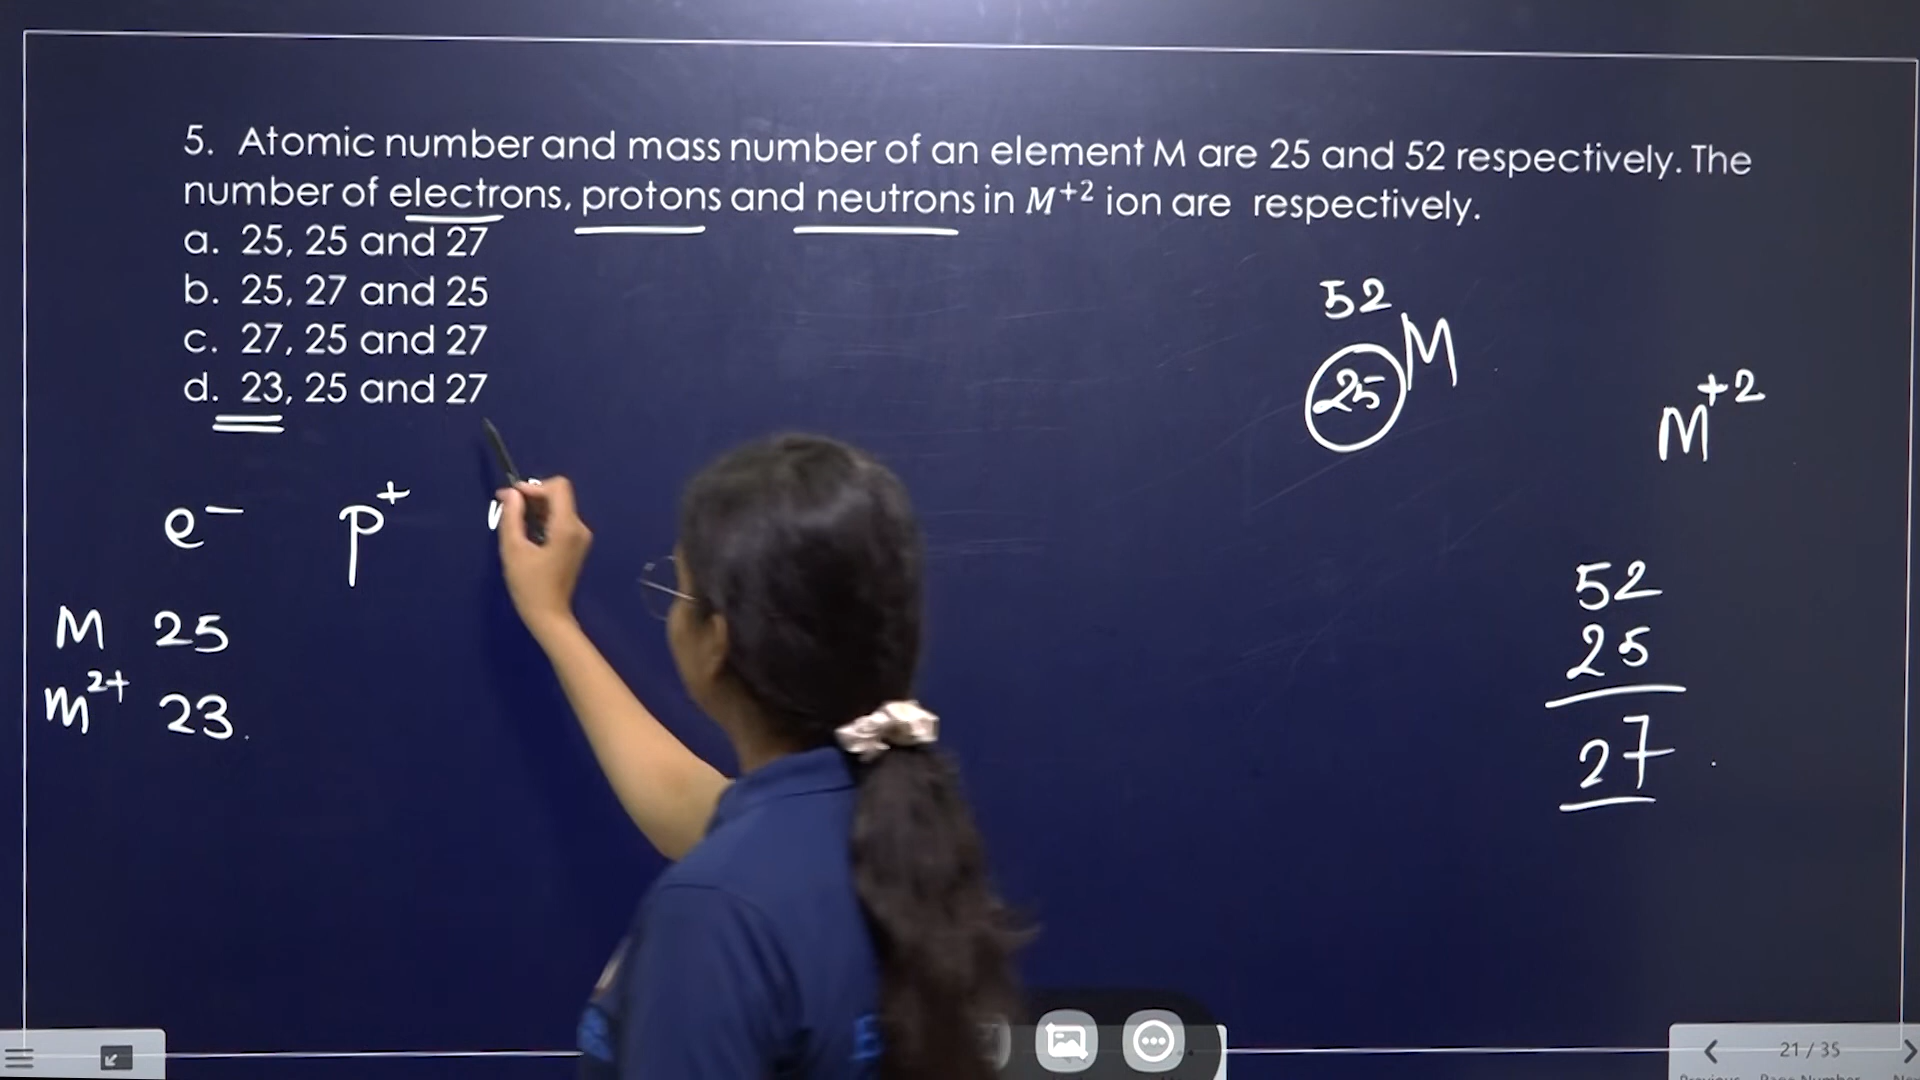 5. Atomic number and mass number of an element M are 25 and 52 respectively. The
number of electrons, protons and neutrons in M⁺² ion are respectively.
a. 25, 25 and 27
b. 25, 27 and 25
c. 27, 25 and 27
d. 23, 25 and 27
52
25 M
M⁺²
e⁻ p⁺
M 25
M²⁺ 23
52
25
27
21 / 35